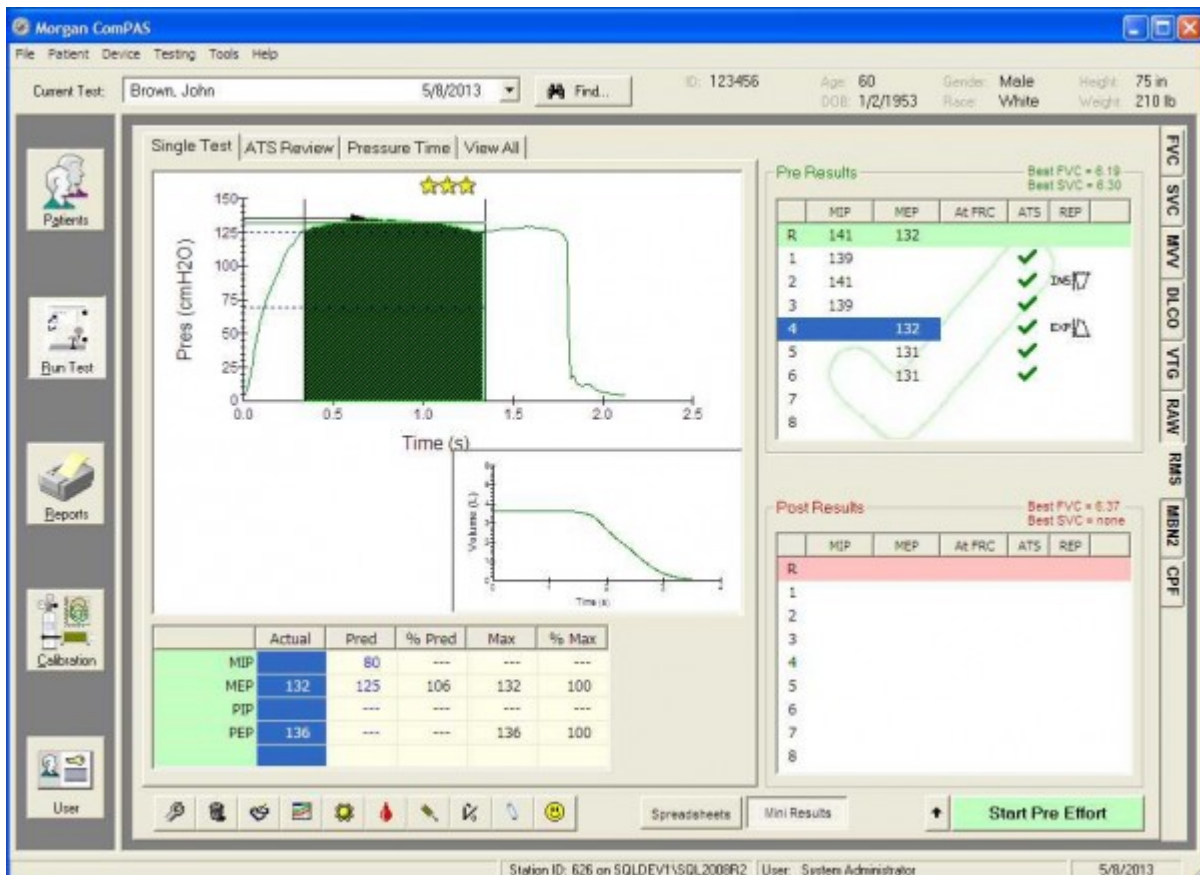 Morgan ComPAS
File Patient Device Testing Tools Help
Current Test: Brown, John 5/8/2013 Find... ID: 123456 Age: 60 Gender: Male Height: 75 in
DOB: 1/2/1953 Race: White Weight: 210 lb
Patients
Run Test
Reports
Calibration
User
Single Test ATS Review Pressure Time View All
150
125
100
75
50
25
0
Pres (cmH2O)
0.0 0.5 1.0 1.5 2.0 2.5
Time (s)
Volume (L)
Time (s)
Actual Pred % Pred Max % Max
MIP 80 --- --- ---
MEP 132 125 106 132 100
PIP --- --- --- ---
PEP 136 --- --- 136 100
Pre Results Best FVC = 6.19
Best SVC = 6.30
MIP MEP At FRC ATS REP
R 141 132
1 139
2 141 INS
3 139
4 132 EXP
5 131
6 131
7
8
Post Results Best FVC = 6.37
Best SVC = none
MIP MEP At FRC ATS REP
R
1
2
3
4
5
6
7
8
FVC
SVC
MVV
DLCO
VTG
RAW
RMS
MBN2
CPF
Spreadsheets Mini Results Start Pre Effort
Station ID: 626 on SQLDEV1\SQL2008R2 User: System Administrator 5/8/2013